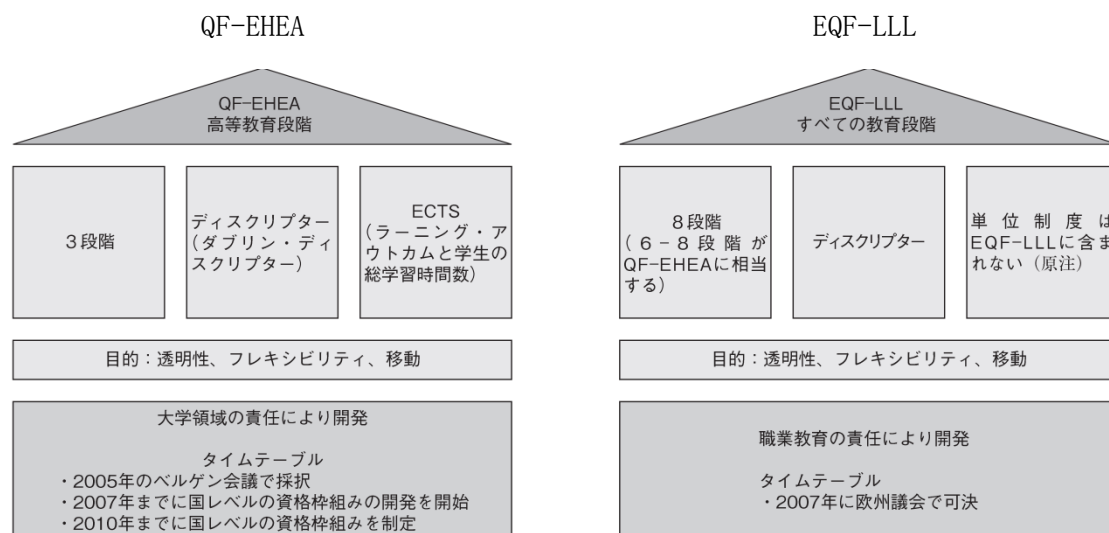 QF-EHEA
QF-EHEA
高等教育段階
3段階
ディスクリプター
(ダブリン・ディ
スクリプター)
ECTS
(ラーニング・ア
ウトカムと学生の
総学習時間数)
目的：透明性、フレキシビリティ、移動
大学領域の責任により開発
タイムテーブル
・2005年のベルゲン会議で採択
・2007年までに国レベルの資格枠組みの開発を開始
・2010年までに国レベルの資格枠組みを制定
EQF-LLL
EQF-LLL
すべての教育段階
8段階
(6-8段階が
QF-EHEAに相当
する)
ディスクリプター
単位制度は
EQF-LLLに含ま
れない（原注）
目的：透明性、フレキシビリティ、移動
職業教育の責任により開発
タイムテーブル
・2007年に欧州議会で可決